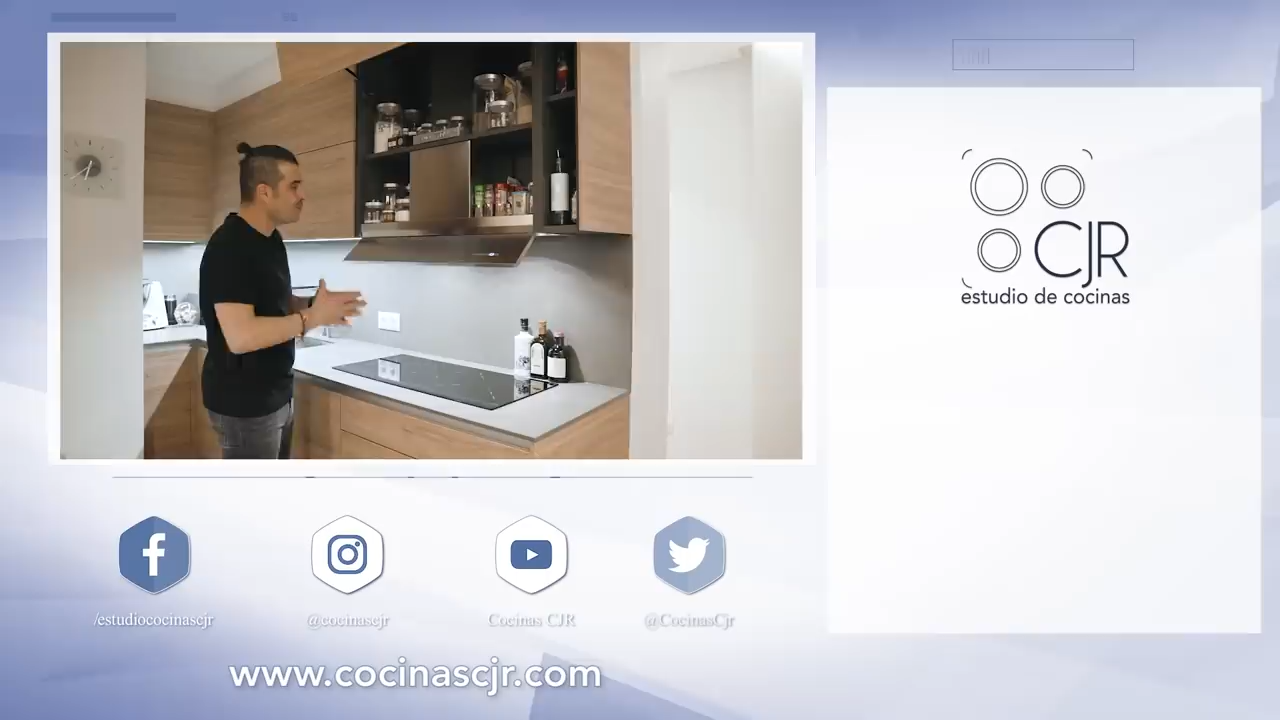 CJR
estudio de cocinas
/estudiococinascjr
@cocinascjr
Cocinas CJR
@CocinasCjr
www.cocinascjr.com